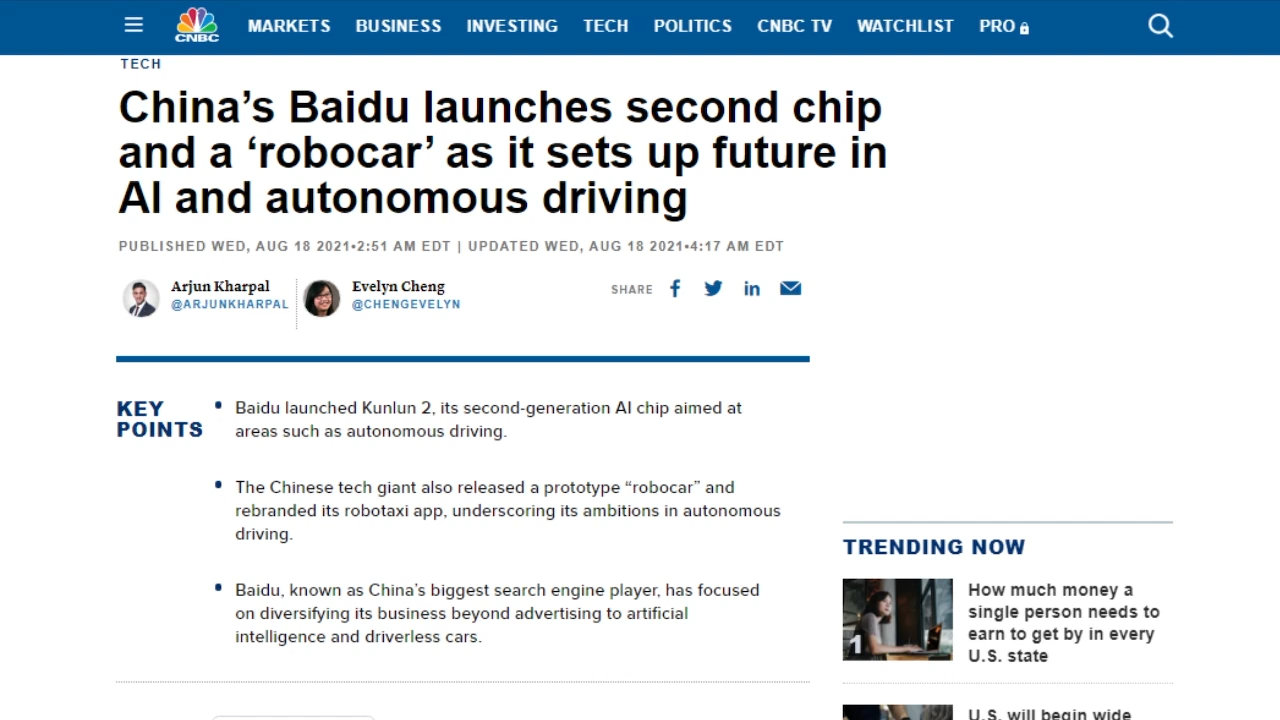 CNBC
MARKETS BUSINESS INVESTING TECH POLITICS CNBC TV WATCHLIST PRO
TECH
China’s Baidu launches second chip
and a ‘robocar’ as it sets up future in
AI and autonomous driving
PUBLISHED WED, AUG 18 2021•2:51 AM EDT | UPDATED WED, AUG 18 2021•4:17 AM EDT
Arjun Kharpal
@ARJUNKHARPAL
Evelyn Cheng
@CHENGEVELYN
SHARE
KEY
POINTS
• Baidu launched Kunlun 2, its second-generation AI chip aimed at
areas such as autonomous driving.
• The Chinese tech giant also released a prototype “robocar” and
rebranded its robotaxi app, underscoring its ambitions in autonomous
driving.
• Baidu, known as China’s biggest search engine player, has focused
on diversifying its business beyond advertising to artificial
intelligence and driverless cars.
TRENDING NOW
1
How much money a
single person needs to
earn to get by in every
U.S. state
U.S. will begin wide